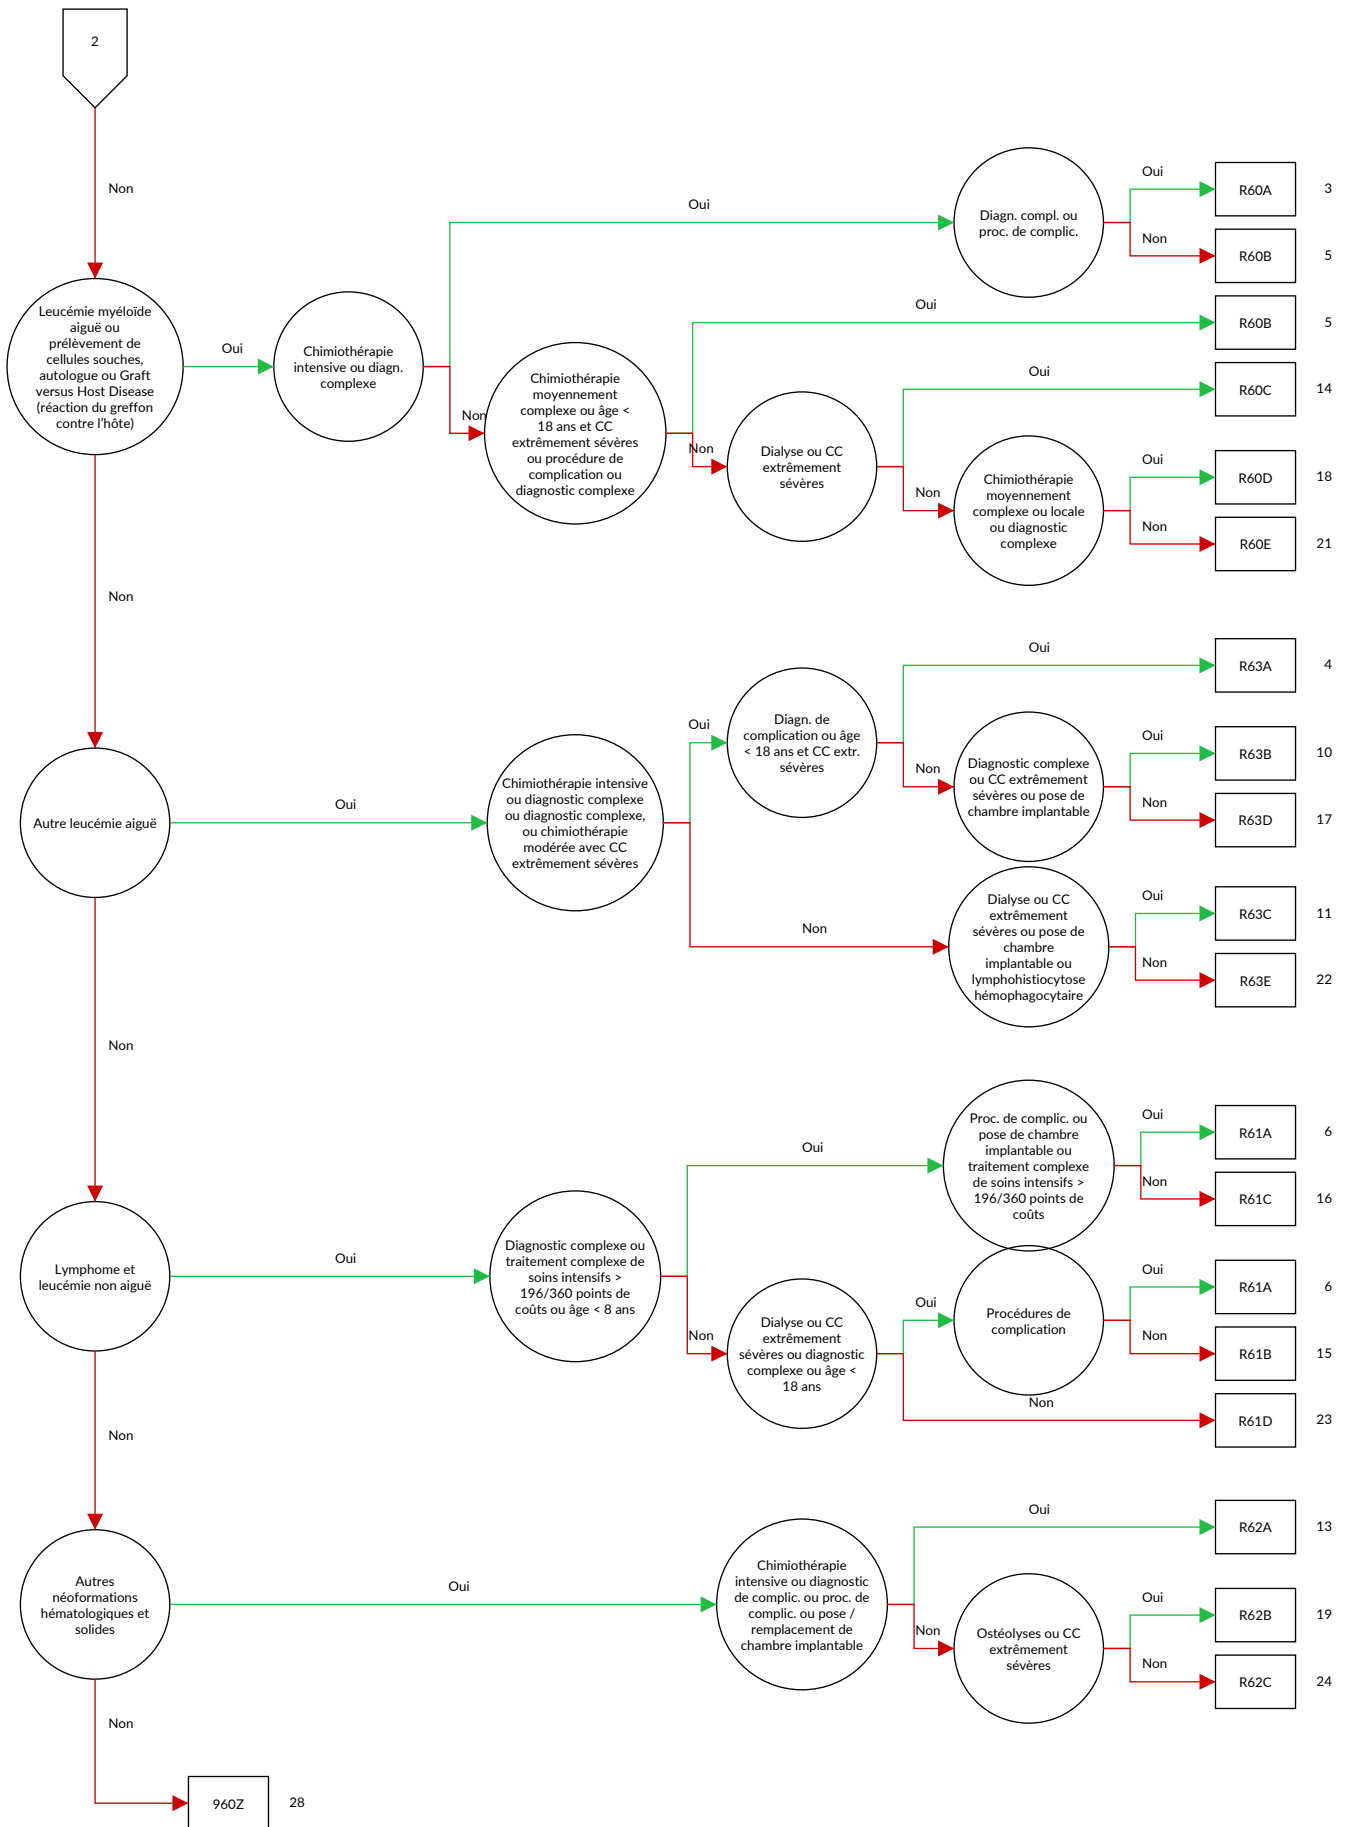 2
Non
Leucémie myéloïde
aiguë ou
prélèvement de
cellules souches,
autologue ou Graft
versus Host Disease
(réaction du greffon
contre l'hôte)
Oui
Chimiothérapie
intensive ou diagn.
complexe
Oui
Diagn. compl. ou
proc. de complic.
Oui
R60A
3
Non
R60B
5
Non
Chimiothérapie
moyennement
complexe ou âge <
18 ans et CC
extrêmement sévères
ou procédure de
complication ou
diagnostic complexe
Oui
R60B
5
Non
Dialyse ou CC
extrêmement
sévères
Oui
R60C
14
Non
Chimiothérapie
moyennement
complexe ou locale
ou diagnostic
complexe
Oui
R60D
18
Non
R60E
21
Non
Autre leucémie aiguë
Oui
Chimiothérapie intensive
ou diagnostic complexe
ou diagnostic complexe,
ou chimiothérapie
modérée avec CC
extrêmement sévères
Oui
Diagn. de
complication ou âge
< 18 ans et CC extr.
sévères
Oui
R63A
4
Non
Diagnostic complexe
ou CC extrêmement
sévères ou pose de
chambre implantable
Oui
R63B
10
Non
R63D
17
Non
Dialyse ou CC
extrêmement
sévères ou pose de
chambre
implantable ou
lymphohistiocytose
hémophagocytaire
Oui
R63C
11
Non
R63E
22
Non
Lymphome et
leucémie non aiguë
Oui
Diagnostic complexe ou
traitement complexe de
soins intensifs >
196/360 points de
coûts ou âge < 8 ans
Oui
Proc. de complic. ou
pose de chambre
implantable ou
traitement complexe
de soins intensifs >
196/360 points de
coûts
Oui
R61A
6
Non
R61C
16
Non
Dialyse ou CC
extrêmement
sévères ou diagnostic
complexe ou âge <
18 ans
Oui
Procédures de
complication
Oui
R61A
6
Non
R61B
15
Non
R61D
23
Non
Autres
néoformations
hématologiques et
solides
Oui
Chimiothérapie
intensive ou diagnostic
de complic. ou proc. de
complic. ou pose /
remplacement de
chambre implantable
Oui
R62A
13
Non
Ostéolyses ou CC
extrêmement
sévères
Oui
R62B
19
Non
R62C
24
Non
960Z
28